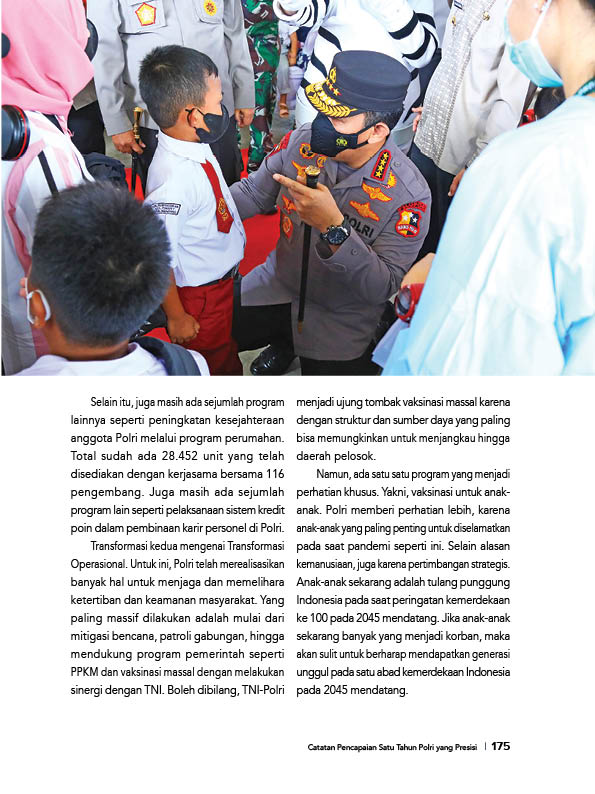 POLRI
Selain itu, juga masih ada sejumlah program
lainnya seperti peningkatan kesejahteraan
anggota Polri melalui program perumahan.
Total sudah ada 28.452 unit yang telah
disediakan dengan kerjasama bersama 116
pengembang. Juga masih ada sejumlah
program lain seperti pelaksanaan sistem kredit
poin dalam pembinaan karir personel di Polri.
Transformasi kedua mengenai Transformasi
Operasional. Untuk ini, Polri telah merealisasikan
banyak hal untuk menjaga dan memelihara
ketertiban dan keamanan masyarakat. Yang
paling massif dilakukan adalah mulai dari
mitigasi bencana, patroli gabungan, hingga
mendukung program pemerintah seperti
PPKM dan vaksinasi massal dengan melakukan
sinergi dengan TNI. Boleh dibilang, TNI-Polri
menjadi ujung tombak vaksinasi massal karena
dengan struktur dan sumber daya yang paling
bisa memungkinkan untuk menjangkau hingga
daerah pelosok.
Namun, ada satu satu program yang menjadi
perhatian khusus. Yakni, vaksinasi untuk anak-
anak. Polri memberi perhatian lebih, karena
anak-anak yang paling penting untuk diselamatkan
pada saat pandemi seperti ini. Selain alasan
kemanusiaan, juga karena pertimbangan strategis.
Anak-anak sekarang adalah tulang punggung
Indonesia pada saat peringatan kemerdekaan
ke 100 pada 2045 mendatang. Jika anak-anak
sekarang banyak yang menjadi korban, maka
akan sulit untuk berharap mendapatkan generasi
unggul pada satu abad kemerdekaan Indonesia
pada 2045 mendatang.
Catatan Pencapaian Satu Tahun Polri yang Presisi | 175